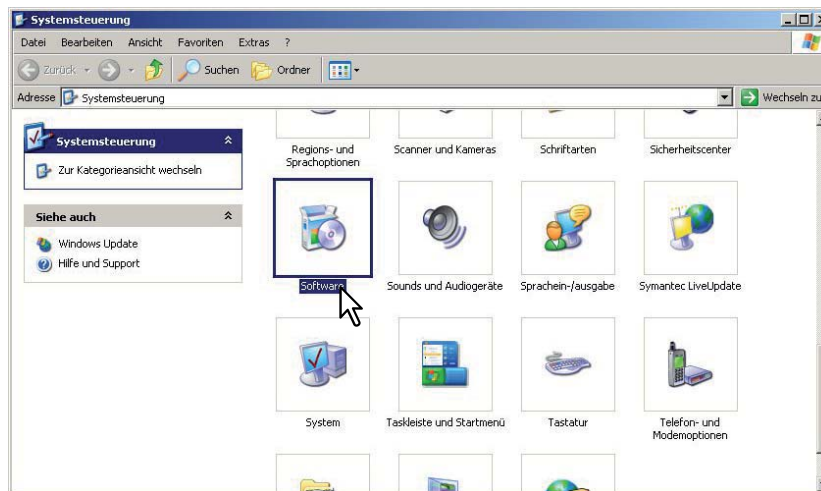 Systemsteuerung
Datei Bearbeiten Ansicht Favoriten Extras ?
Zurück Suchen Ordner
Adresse Systemsteuerung Wechseln zu
Systemsteuerung
Zur Kategorieansicht wechseln
Siehe auch
Windows Update
Hilfe und Support
Regions- und
Sprachoptionen
Scanner und Kameras
Schriftarten
Sicherheitscenter
Software
Sounds und Audiogeräte
Sprachein-/ausgabe
Symantec LiveUpdate
System
Taskleiste und Startmenü
Tastatur
Telefon- und
Modemoptionen